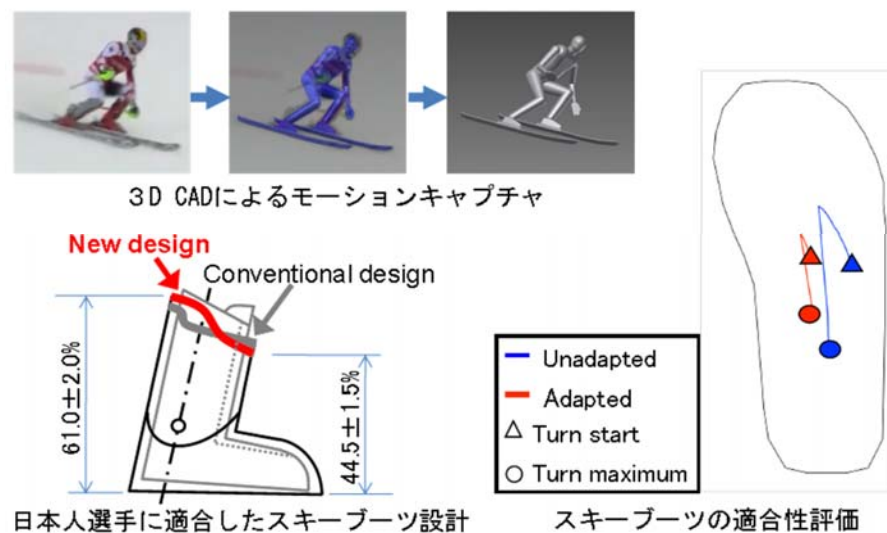 3D CADによるモーションキャプチャ
New design
Conventional design
61.0±2.0%
44.5±1.5%
日本人選手に適合したスキーブーツ設計
Unadapted
Adapted
Turn start
Turn maximum
スキーブーツの適合性評価